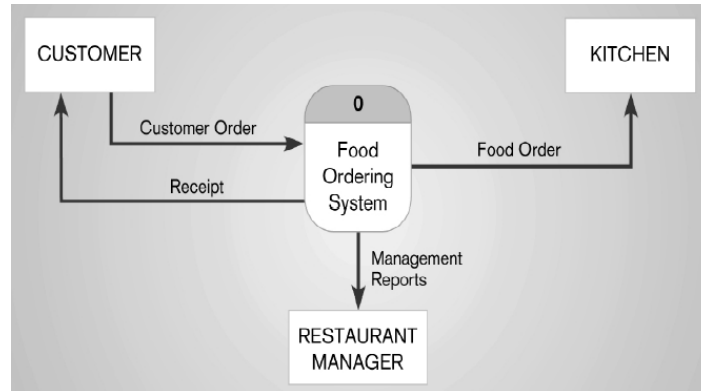 CUSTOMER
KITCHEN
0
Customer Order
Food
Ordering
System
Food Order
Receipt
Management
Reports
RESTAURANT
MANAGER